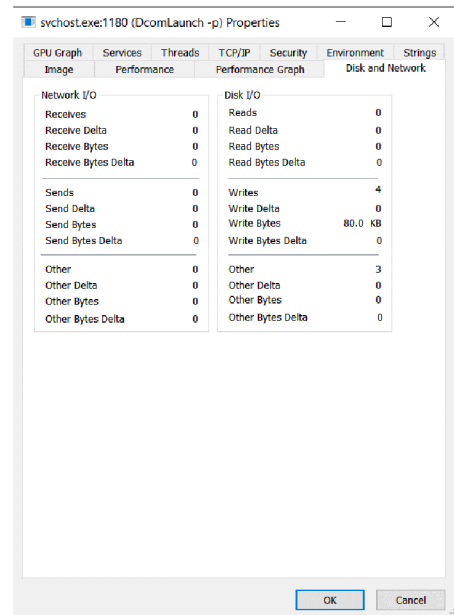 svchost.exe:1180 (DcomLaunch -p) Properties
GPU Graph Services Threads TCP/IP Security Environment Strings
Image Performance Performance Graph Disk and Network
Network I/O
Receives 0
Receive Delta 0
Receive Bytes 0
Receive Bytes Delta 0
Sends 0
Send Delta 0
Send Bytes 0
Send Bytes Delta 0
Other 0
Other Delta 0
Other Bytes 0
Other Bytes Delta 0
Disk I/O
Reads 0
Read Delta 0
Read Bytes 0
Read Bytes Delta 0
Writes 4
Write Delta 0
Write Bytes 80.0 KB
Write Bytes Delta 0
Other 3
Other Delta 0
Other Bytes 0
Other Bytes Delta 0
OK Cancel